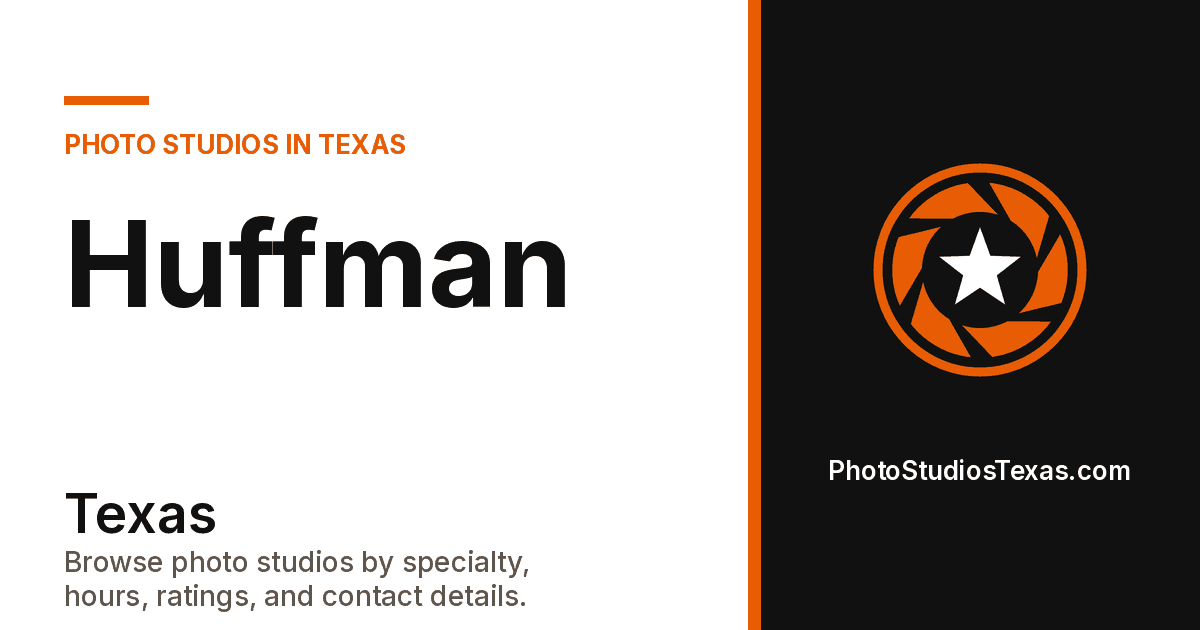 PHOTO STUDIOS IN TEXAS
Huffman
Texas
Browse photo studios by specialty,
hours, ratings, and contact details.
PhotoStudiosTexas.com